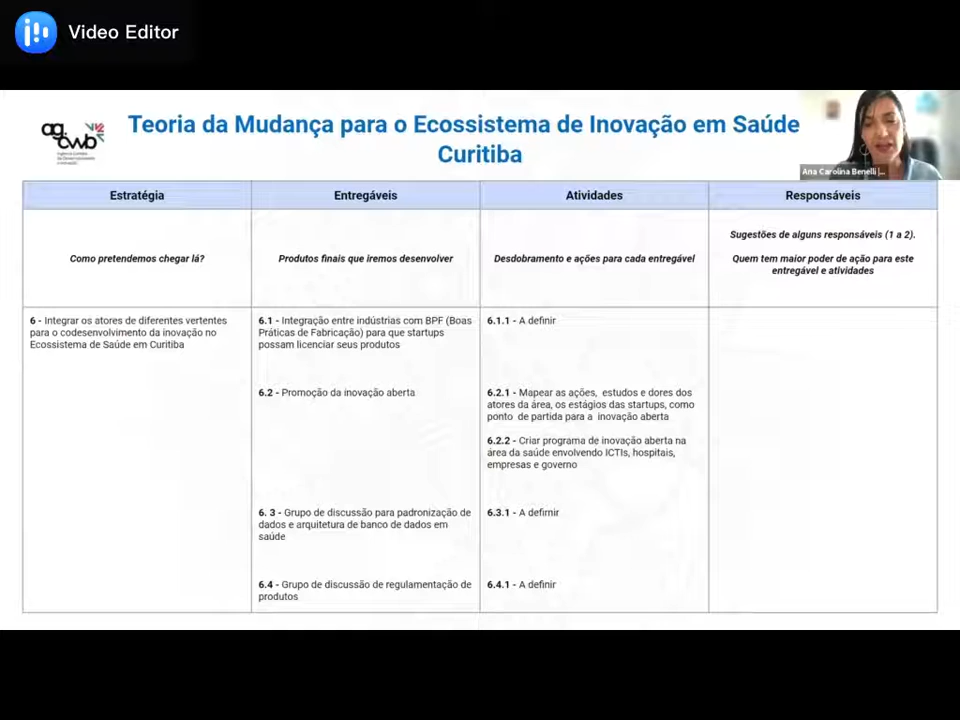 Video Editor
ag.
cwb
Teoria da Mudança para o Ecossistema de Inovação em Saúde
Curitiba
Ana Carolina Benelli |...
Estratégia
Entregáveis
Atividades
Responsáveis
Como pretendemos chegar lá?
Produtos finais que iremos desenvolver
Desdobramento e ações para cada entregável
Sugestões de alguns responsáveis (1 a 2).
Quem tem maior poder de ação para este
entregável e atividades
6 - Integrar os atores de diferentes vertentes
para o codesenvolvimento da inovação no
Ecossistema de Saúde em Curitiba
6.1 - Integração entre indústrias com BPF (Boas
Práticas de Fabricação) para que startups
possam licenciar seus produtos
6.1.1 - A definir
6.2 - Promoção da inovação aberta
6.2.1 - Mapear as ações, estudos e dores dos
atores da área, os estágios das startups, como
ponto de partida para a inovação aberta
6.2.2 - Criar programa de inovação aberta na
área da saúde envolvendo ICTIs, hospitais,
empresas e governo
6. 3 - Grupo de discussão para padronização de
dados e arquitetura de banco de dados em
saúde
6.3.1 - A defirnir
6.4 - Grupo de discussão de regulamentação de
produtos
6.4.1 - A definir